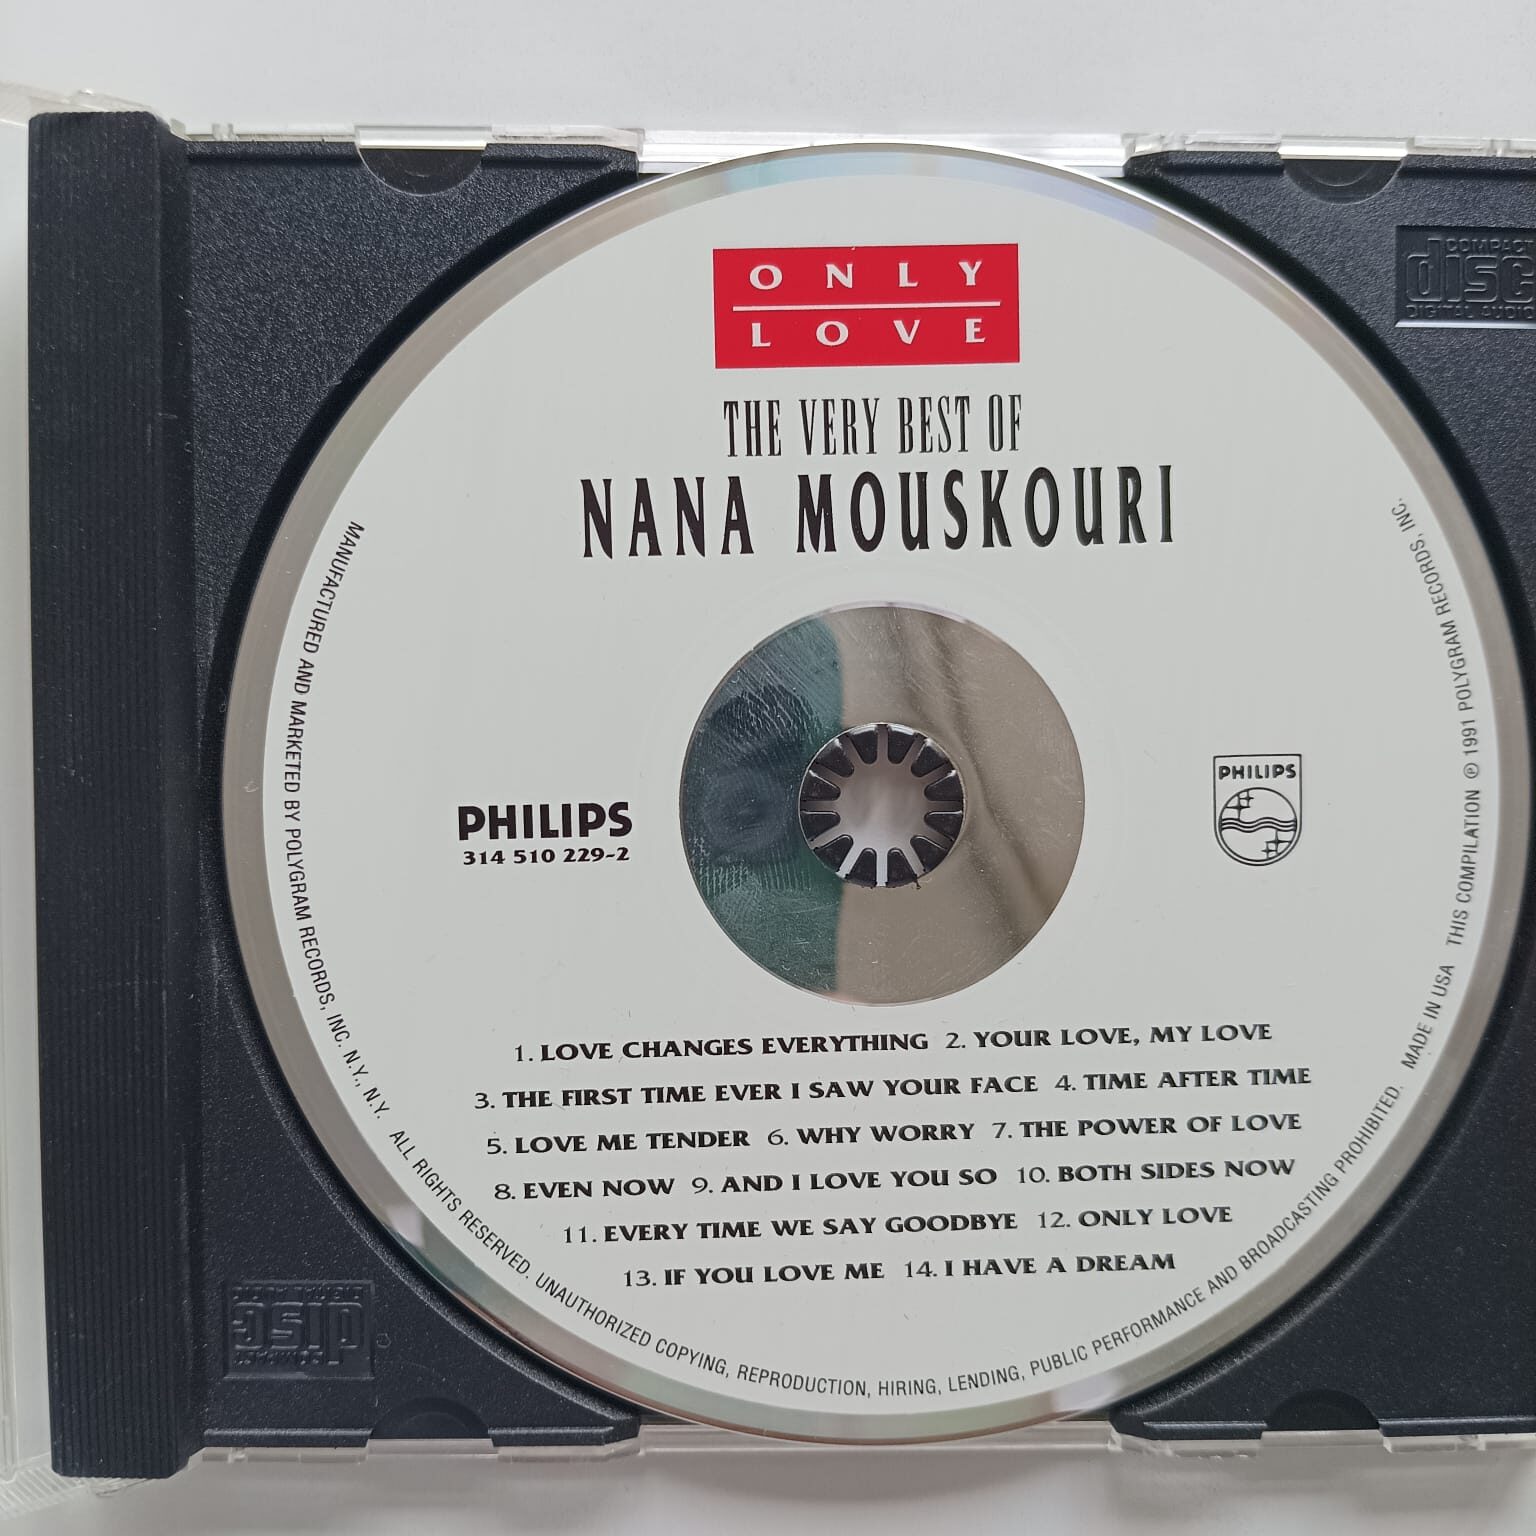 ONLY
LOVE
THE VERY BEST OF
NANA MOUSKOURI
PHILIPS
314 510 229-2
PHILIPS
1. LOVE CHANGES EVERYTHING 2. YOUR LOVE, MY LOVE
3. THE FIRST TIME EVER I SAW YOUR FACE 4. TIME AFTER TIME
5. LOVE ME TENDER 6. WHY WORRY 7. THE POWER OF LOVE
8. EVEN NOW 9. AND I LOVE YOU SO 10. BOTH SIDES NOW
11. EVERY TIME WE SAY GOODBYE 12. ONLY LOVE
13. IF YOU LOVE ME 14. I HAVE A DREAM
MANUFACTURED AND MARKETED BY POLYGRAM RECORDS, INC. N.Y., N.Y. ALL RIGHTS RESERVED. UNAUTHORIZED COPYING, REPRODUCTION, HIRING, LENDING, PUBLIC PERFORMANCE AND BROADCASTING PROHIBITED. MADE IN USA THIS COMPILATION ℗ 1991 POLYGRAM RECORDS, INC.
COMPACT
disc
DIGITAL AUDIO
COMPACT
disc
DIGITAL AUDIO